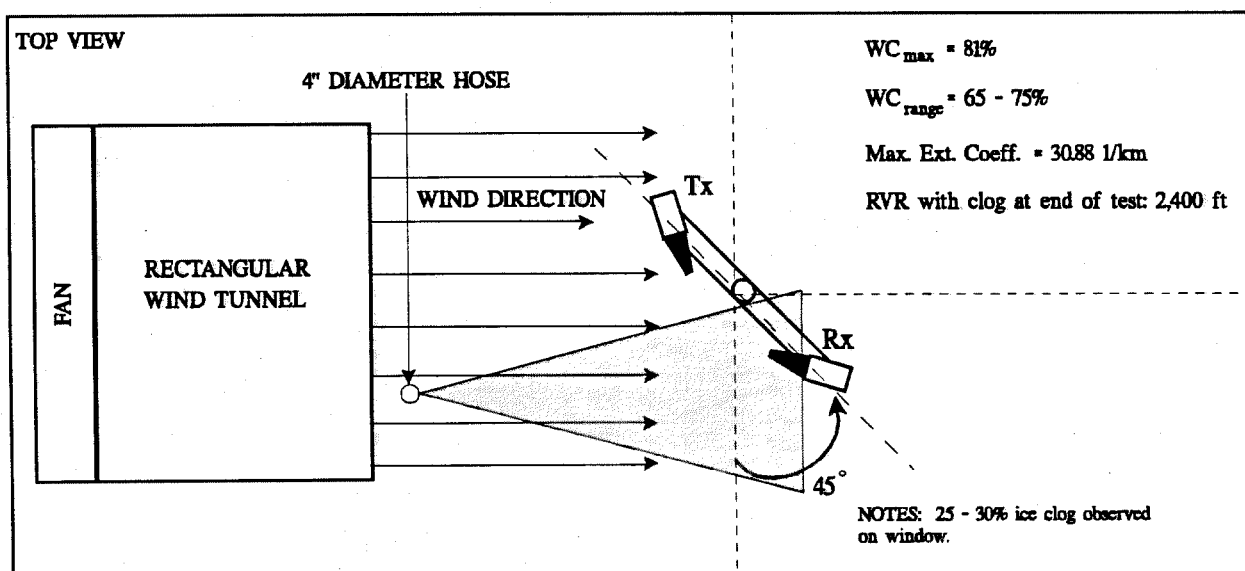 TOP VIEW
4" DIAMETER HOSE
WC max = 81%
WC range = 65 - 75%
Max. Ext. Coeff. = 30.88 1/km
RVR with clog at end of test: 2,400 ft
Tx
WIND DIRECTION
FAN
RECTANGULAR
WIND TUNNEL
Rx
45°
NOTES: 25 - 30% ice clog observed
on window.